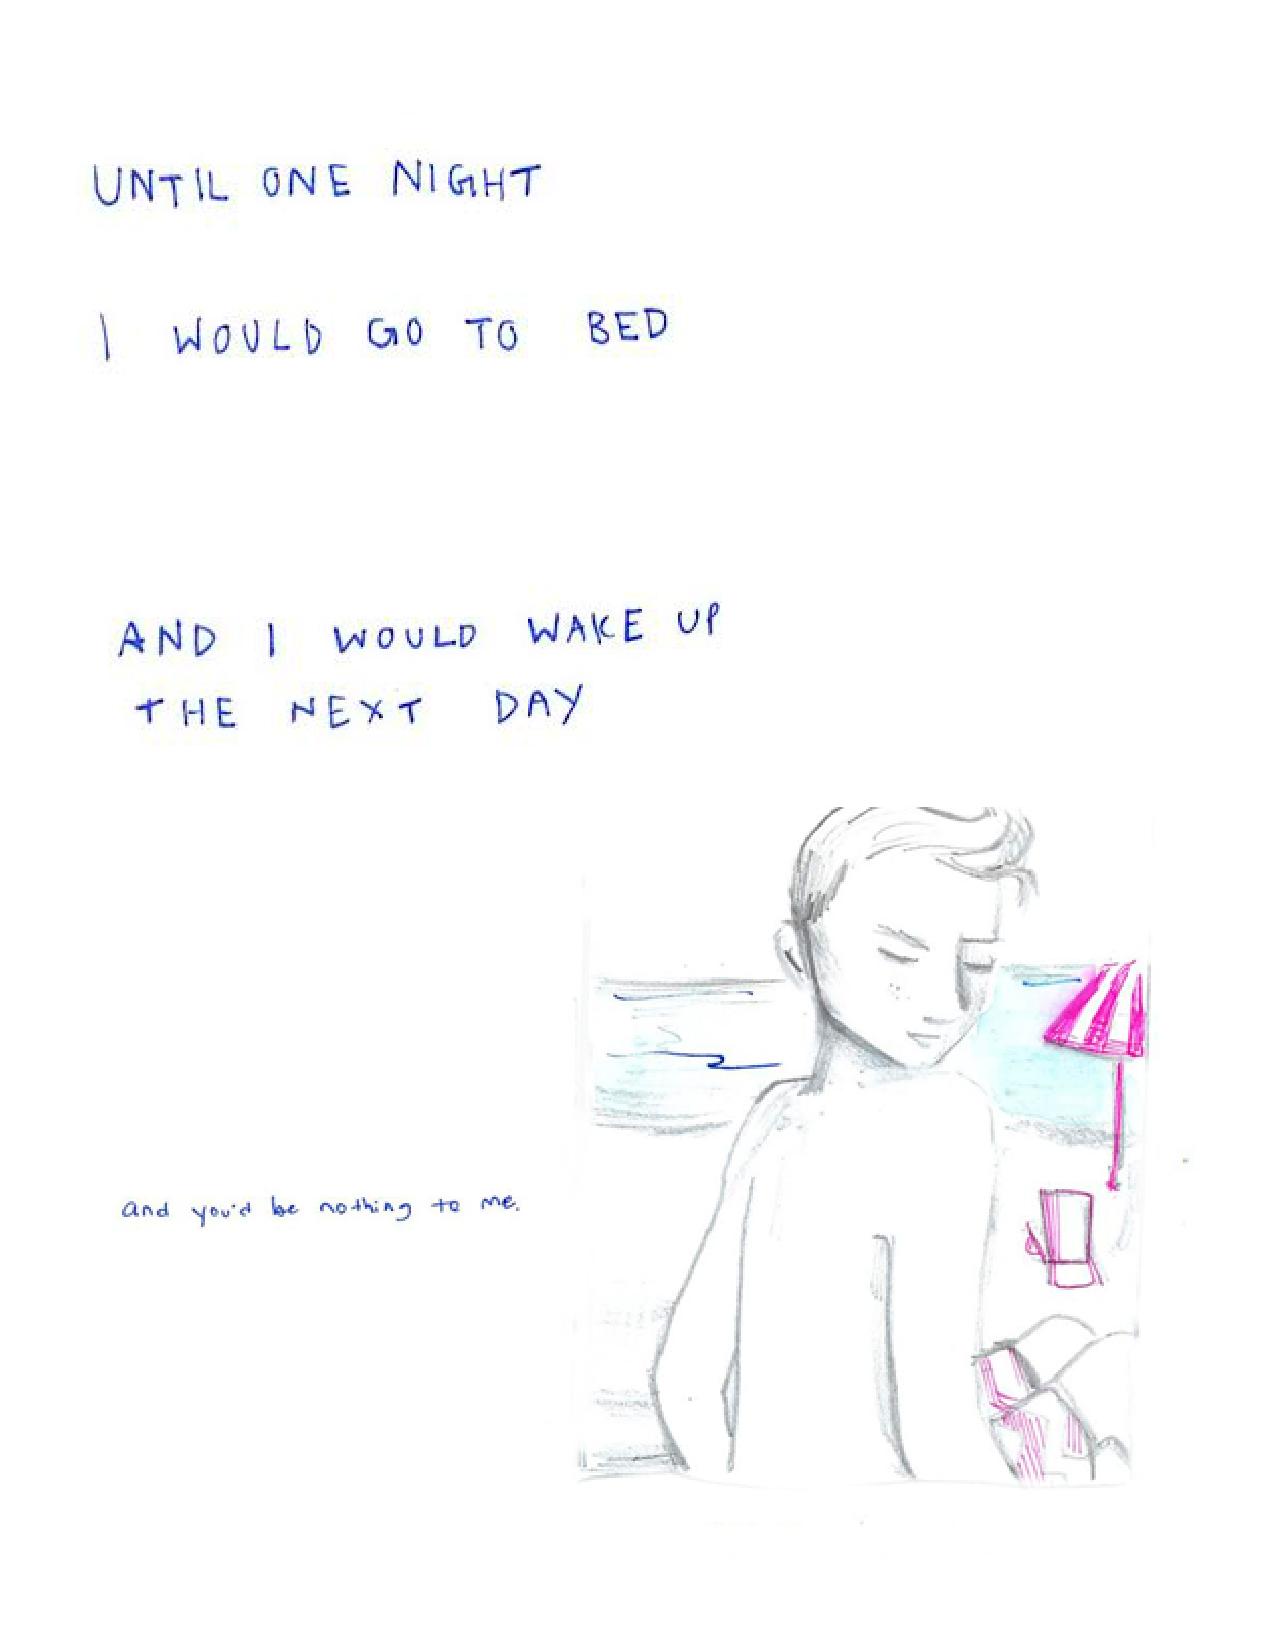 UNTIL ONE NIGHT
I WOULD GO TO BED
AND I WOULD WAKE UP
THE NEXT DAY
and you'd be nothing to me.